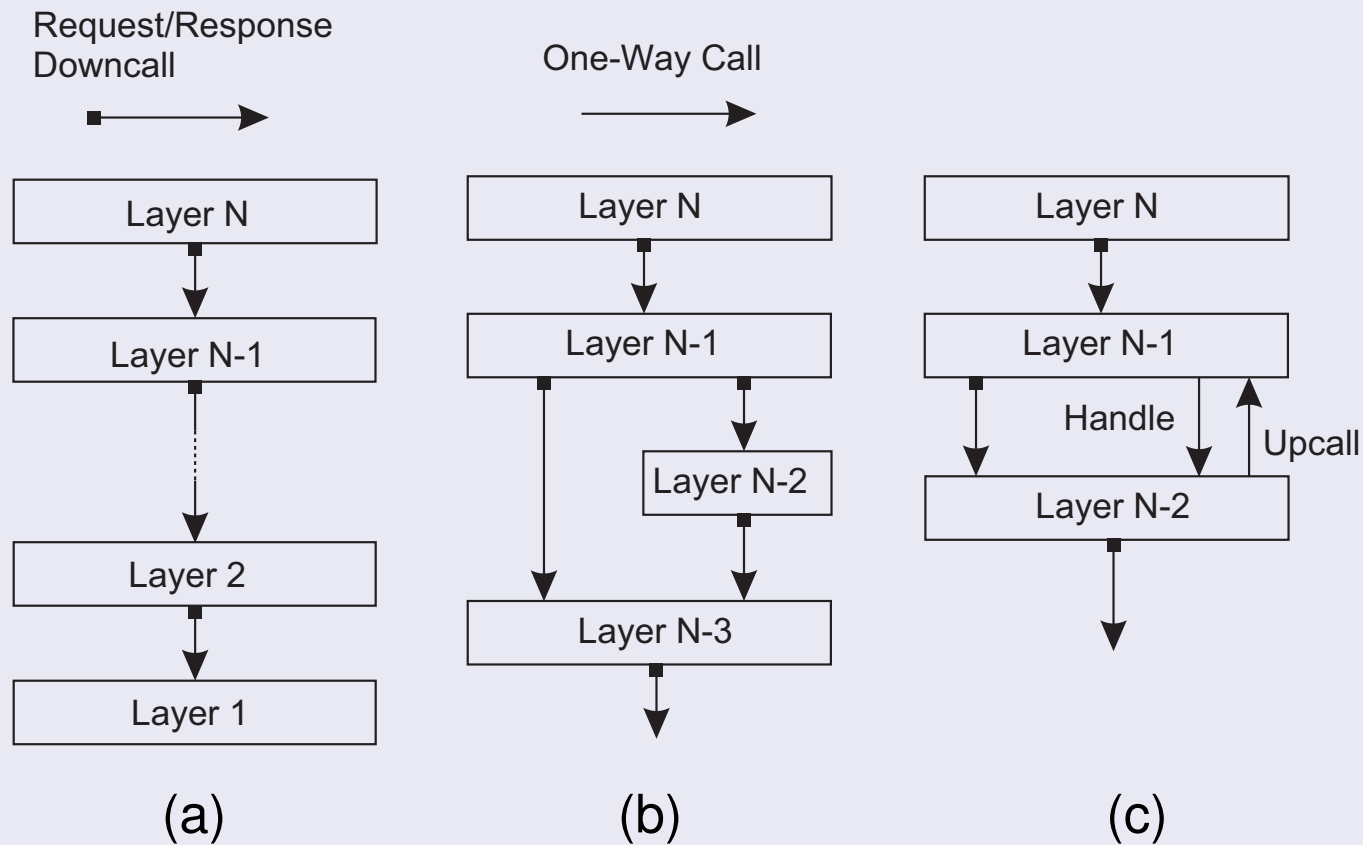 Request/Response
Downcall
One-Way Call
Layer N
Layer N-1
Layer 2
Layer 1
(a)
Layer N
Layer N-1
Layer N-2
Layer N-3
(b)
Layer N
Layer N-1
Handle
Upcall
Layer N-2
(c)